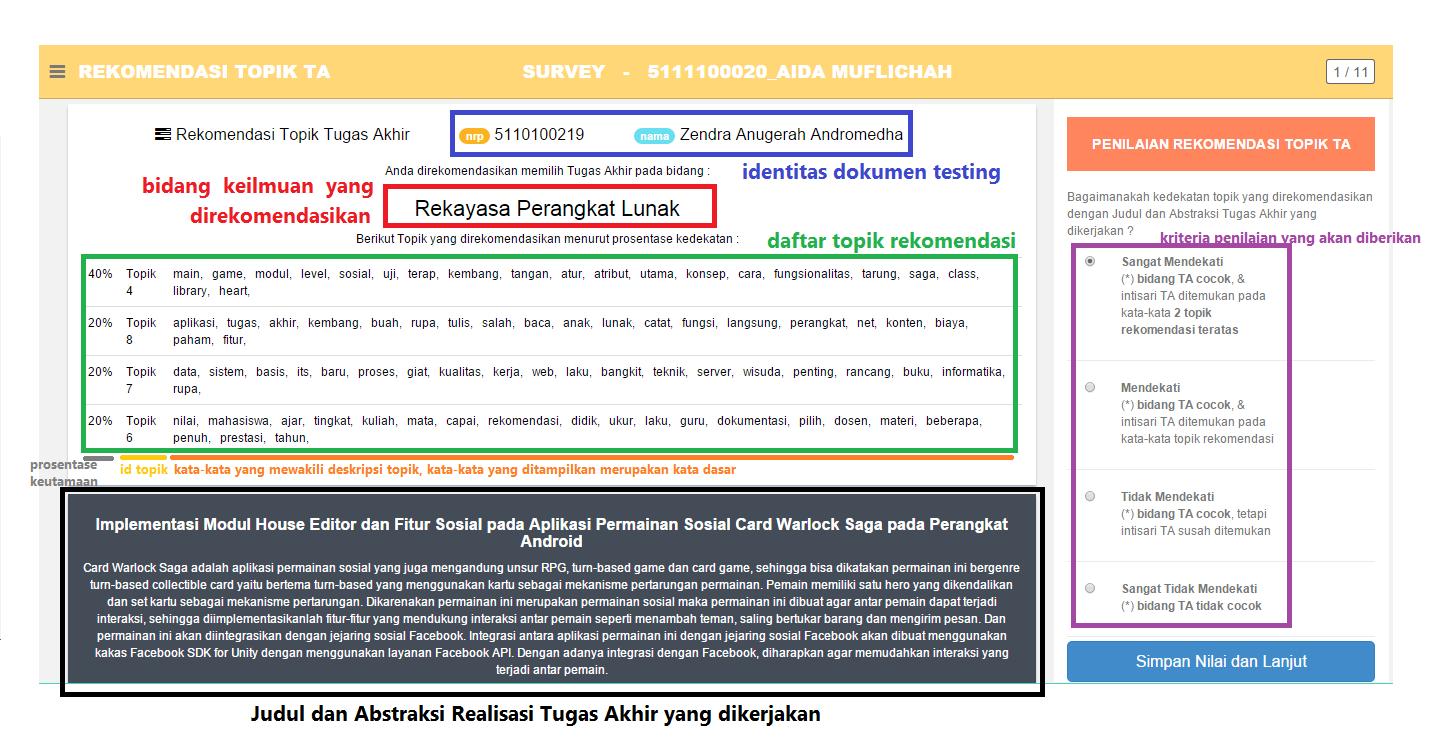 REKOMENDASI TOPIK TA SURVEY - 5111100020_AIDA MUFLICHAH 1 / 11
Rekomendasi Topik Tugas Akhir nrp 5110100219 nama Zendra Anugerah Andromedha
Anda direkomendasikan memilih Tugas Akhir pada bidang :
identitas dokumen testing
bidang keilmuan yang
direkomendasikan
Rekayasa Perangkat Lunak
Berikut Topik yang direkomendasikan menurut prosentase kedekatan :
daftar topik rekomendasi
40% Topik 4 main, game, modul, level, sosial, uji, terap, kembang, tangan, atur, atribut, utama, konsep, cara, fungsionalitas, tarung, saga, class,
library, heart,
20% Topik 8 aplikasi, tugas, akhir, kembang, buah, rupa, tulis, salah, baca, anak, lunak, catat, fungsi, langsung, perangkat, net, konten, biaya,
paham, fitur,
20% Topik 7 data, sistem, basis, its, baru, proses, giat, kualitas, kerja, web, laku, bangkit, teknik, server, wisuda, penting, rancang, buku, informatika,
rupa,
20% Topik 6 nilai, mahasiswa, ajar, tingkat, kuliah, mata, capai, rekomendasi, didik, ukur, laku, guru, dokumentasi, pilih, dosen, materi, beberapa,
penuh, prestasi, tahun,
prosentase
keutamaan
id topik
kata-kata yang mewakili deskripsi topik, kata-kata yang ditampilkan merupakan kata dasar
Implementasi Modul House Editor dan Fitur Sosial pada Aplikasi Permainan Sosial Card Warlock Saga pada Perangkat
Android
Card Warlock Saga adalah aplikasi permainan sosial yang juga mengandung unsur RPG, turn-based game dan card game, sehingga bisa dikatakan permainan ini bergenre
turn-based collectible card yaitu bertema turn-based yang menggunakan kartu sebagai mekanisme pertarungan permainan. Pemain memiliki satu hero yang dikendalikan
dan set kartu sebagai mekanisme pertarungan. Dikarenakan permainan ini merupakan permainan sosial maka permainan ini dibuat agar antar pemain dapat terjadi
interaksi, sehingga diimplementasikanlah fitur-fitur yang mendukung interaksi antar pemain seperti menambah teman, saling bertukar barang dan mengirim pesan. Dan
permainan ini akan diintegrasikan dengan jejaring sosial Facebook. Integrasi antara aplikasi permainan ini dengan jejaring sosial Facebook akan dibuat menggunakan
kakas Facebook SDK for Unity dengan menggunakan layanan Facebook API. Dengan adanya integrasi dengan Facebook, diharapkan agar memudahkan interaksi yang
terjadi antar pemain.
Judul dan Abstraksi Realisasi Tugas Akhir yang dikerjakan
PENILAIAN REKOMENDASI TOPIK TA
Bagaimanakah kedekatan topik yang direkomendasikan
dengan Judul dan Abstraksi Tugas Akhir yang
dikerjakan ?
kriteria penilaian yang akan diberikan
Sangat Mendekati
(*) bidang TA cocok, &
intisari TA ditemukan pada
kata-kata 2 topik
rekomendasi teratas
Mendekati
(*) bidang TA cocok, &
intisari TA ditemukan pada
kata-kata topik rekomendasi
Tidak Mendekati
(*) bidang TA cocok, tetapi
intisari TA susah ditemukan
Sangat Tidak Mendekati
(*) bidang TA tidak cocok
Simpan Nilai dan Lanjut